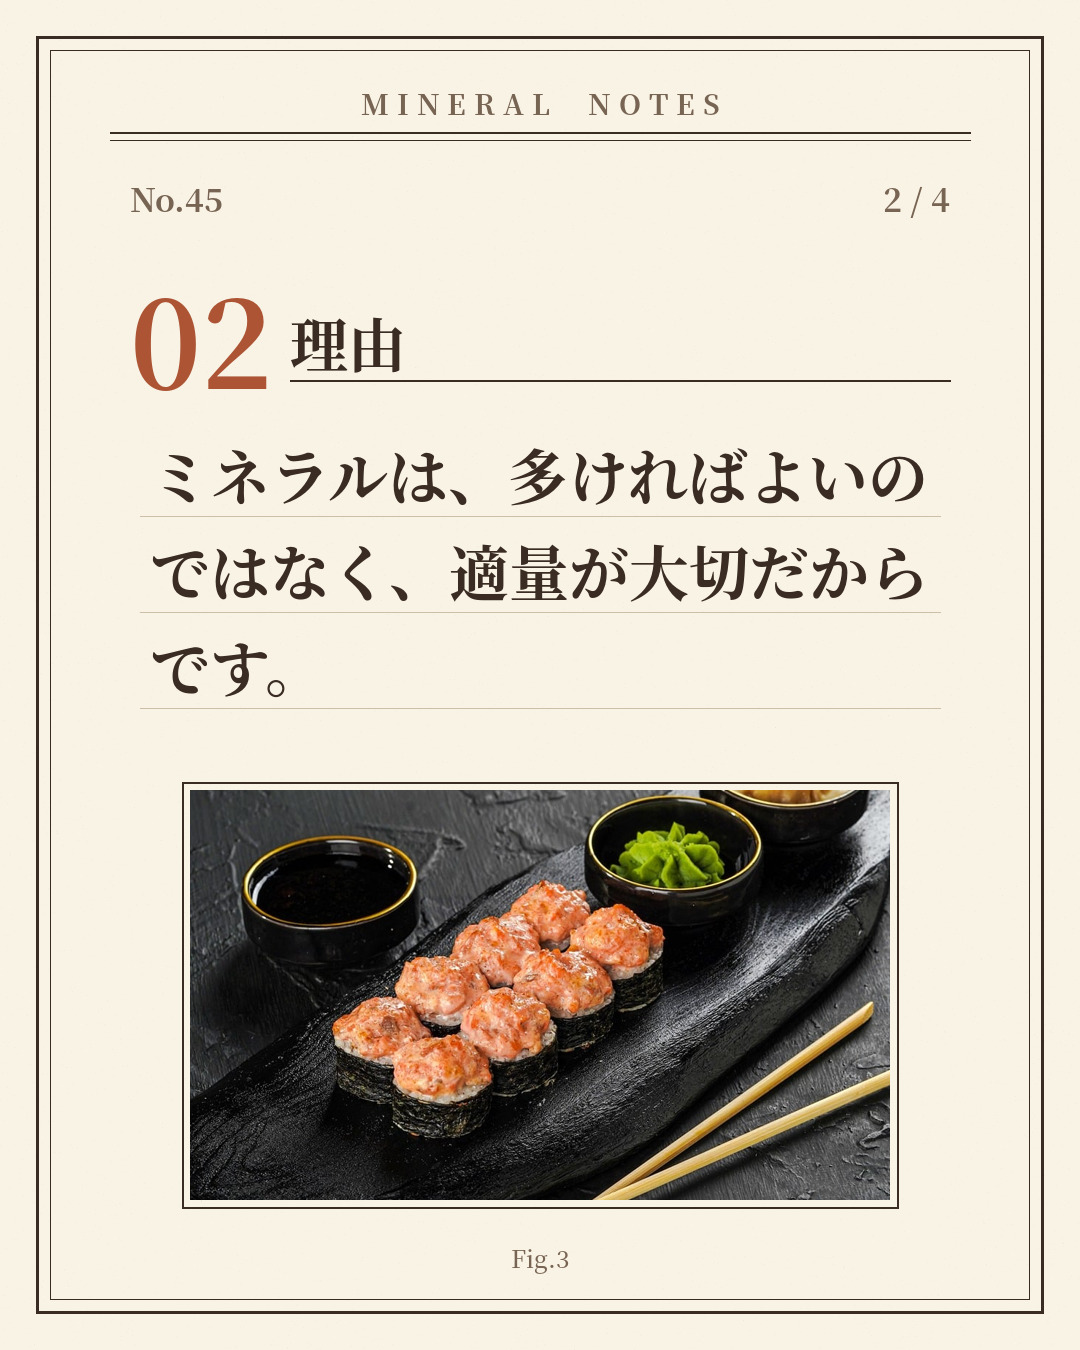 MINERAL NOTES
No.45
2 / 4
02 理由
ミネラルは、多ければよいの
ではなく、適量が大切だから
です。
Fig.3